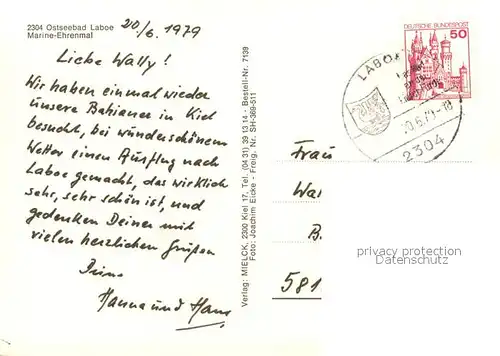 2304 Ostseebad Laboe
Marine-Ehrenmal
20/6. 1979
Liebe Wally!
Wir haben einmal wieder
unsere Bahianer in Kiel
besucht, bei wunderschönem
Wetter einen Ausflug nach
Laboe gemacht, das wirklich
sehr, sehr schön ist, und
gedenken Deiner mit
vielen herzlichen Grüßen
Deine
Hanna und Hans
Verlag: MIELCK, 2300 Kiel 17, Tel. (04 31) 39 13 14 - Bestell-Nr. 7139
Foto: Joachim Eicke - Freig. Nr. SH-369-511
DEUTSCHE BUNDESPOST
50
LABOE
2304
Frau
Wa
B
581
privacy protection
Datenschutz